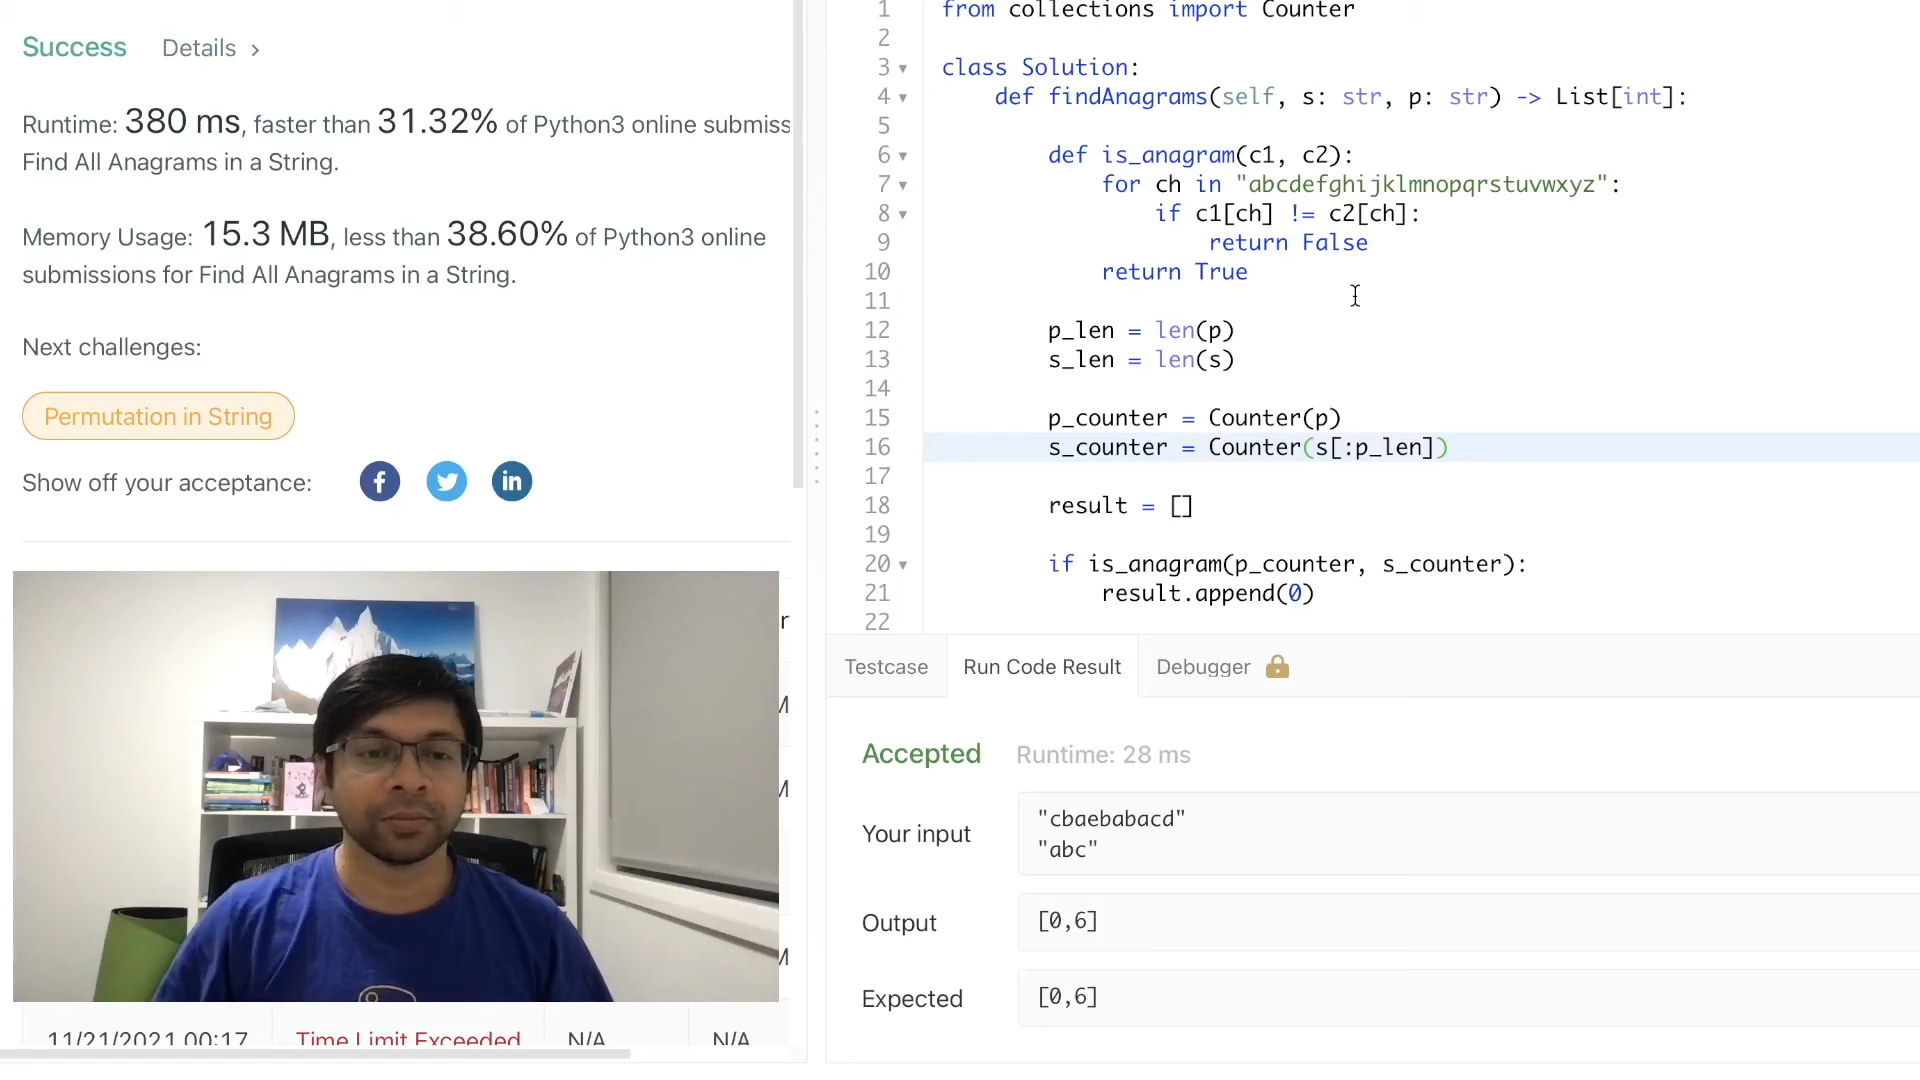 Success Details >
Runtime: 380 ms, faster than 31.32% of Python3 online submiss
Find All Anagrams in a String.
Memory Usage: 15.3 MB, less than 38.60% of Python3 online
submissions for Find All Anagrams in a String.
Next challenges:
Permutation in String
Show off your acceptance:
f
in
r
M
M
M
11/21/2021 00:17 Time Limit Exceeded N/A N/A
1 from collections import Counter
2
3 class Solution:
4 def findAnagrams(self, s: str, p: str) -> List[int]:
5
6 def is_anagram(c1, c2):
7 for ch in "abcdefghijklmnopqrstuvwxyz":
8 if c1[ch] != c2[ch]:
9 return False
10 return True
11
12 p_len = len(p)
13 s_len = len(s)
14
15 p_counter = Counter(p)
16 s_counter = Counter(s[:p_len])
17
18 result = []
19
20 if is_anagram(p_counter, s_counter):
21 result.append(0)
22
Testcase Run Code Result Debugger
Accepted Runtime: 28 ms
Your input
"cbaebabacd"
"abc"
Output [0,6]
Expected [0,6]